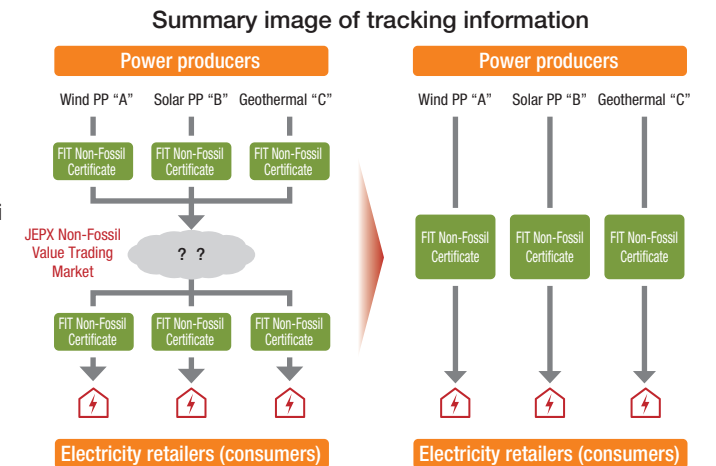 Summary image of tracking information
Power producers
Wind PP “A”
Solar PP “B”
Geothermal “C”
FIT Non-Fossil
Certificate
FIT Non-Fossil
Certificate
FIT Non-Fossil
Certificate
i
JEPX Non-Fossil
Value Trading
Market
? ?
FIT Non-Fossil
Certificate
FIT Non-Fossil
Certificate
FIT Non-Fossil
Certificate
Electricity retailers (consumers)
Power producers
Wind PP “A”
Solar PP “B”
Geothermal “C”
FIT Non-Fossil
Certificate
FIT Non-Fossil
Certificate
FIT Non-Fossil
Certificate
Electricity retailers (consumers)